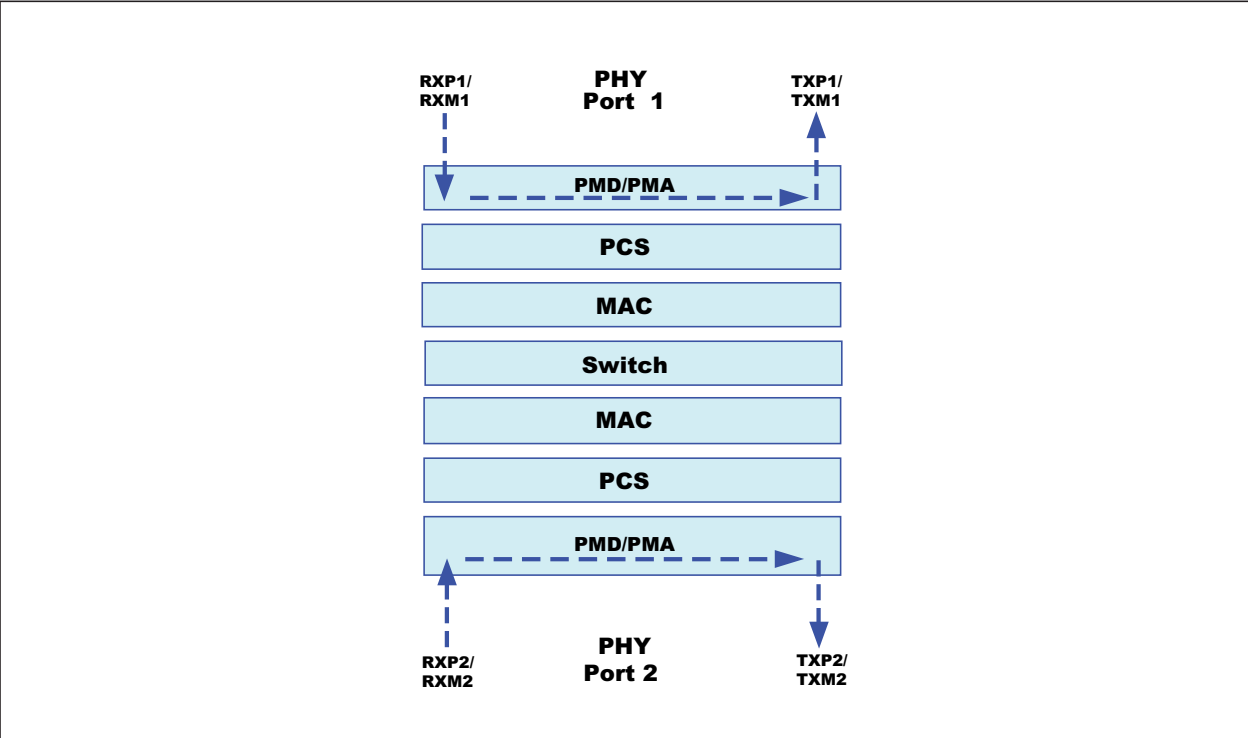 RXP1/
RXM1
PHY
Port 1
TXP1/
TXM1
PMD/PMA
PCS
MAC
Switch
MAC
PCS
PMD/PMA
RXP2/
RXM2
PHY
Port 2
TXP2/
TXM2